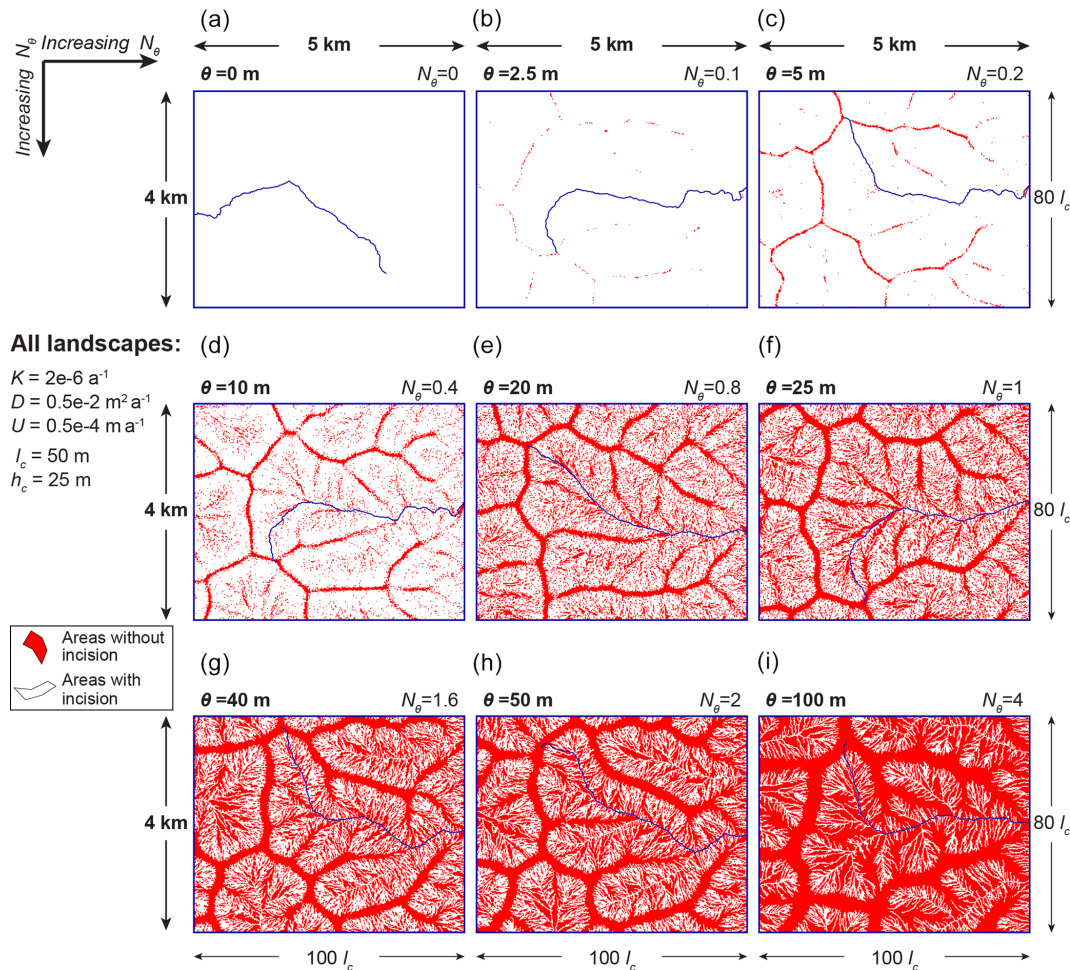 (a) (b) (c)
Increasing Nθ
Increasing Nθ
5 km 5 km 5 km
θ=0 m Nθ=0 θ=2.5 m Nθ=0.1 θ=5 m Nθ=0.2
4 km 80 lc
All landscapes:
K = 2e-6 a⁻¹
D = 0.5e-2 m² a⁻¹
U = 0.5e-4 m a⁻¹
lc = 50 m
hc = 25 m
(d) (e) (f)
θ=10 m Nθ=0.4 θ=20 m Nθ=0.8 θ=25 m Nθ=1
4 km 80 lc
Areas without
incision
Areas with
incision
(g) (h) (i)
θ=40 m Nθ=1.6 θ=50 m Nθ=2 θ=100 m Nθ=4
4 km 80 lc
100 lc 100 lc 100 lc